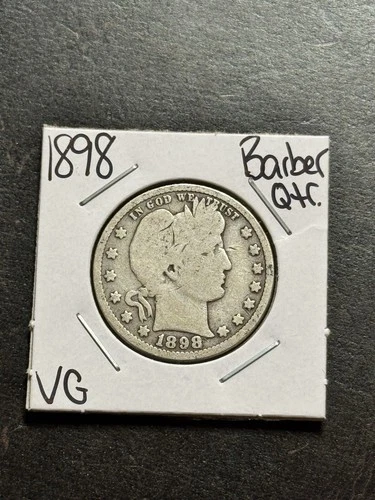 1898 Barber
Qtr.
IN GOD WE TRUST
1898
VG